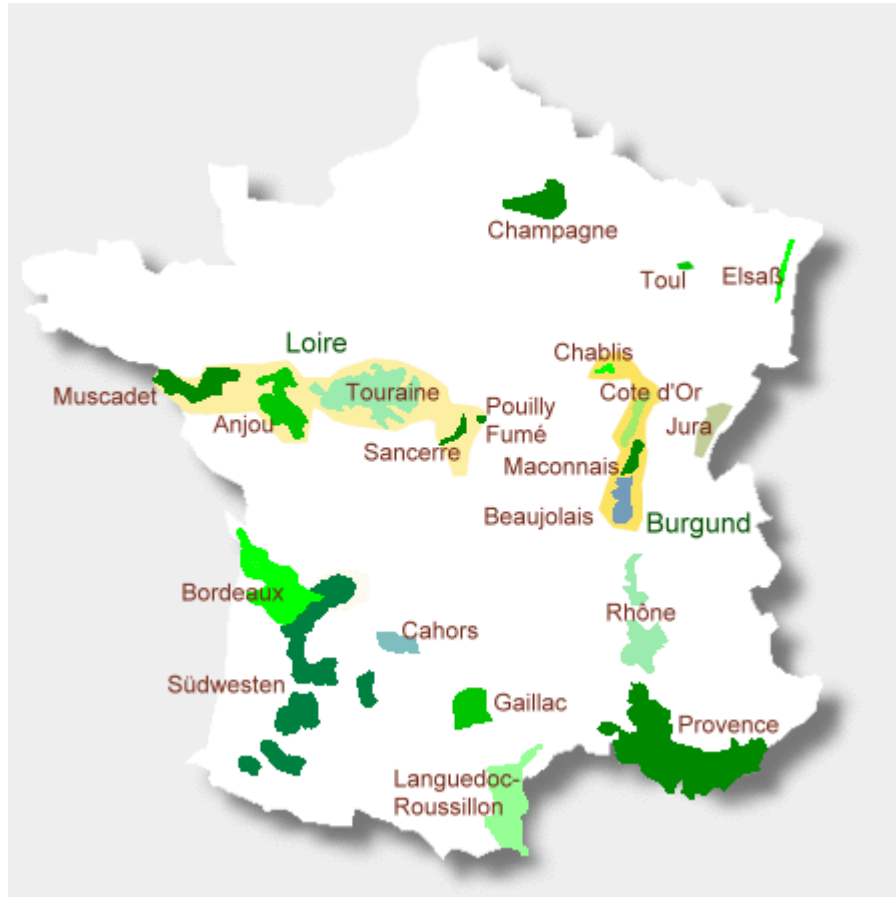 Champagne
Toul
Elsaß
Loire
Chablis
Muscadet
Touraine
Cote d'Or
Anjou
Pouilly
Fumé
Jura
Sancerre
Maconnais
Beaujolais
Burgund
Bordeaux
Rhône
Cahors
Südwesten
Gaillac
Provence
Languedoc-
Roussillon